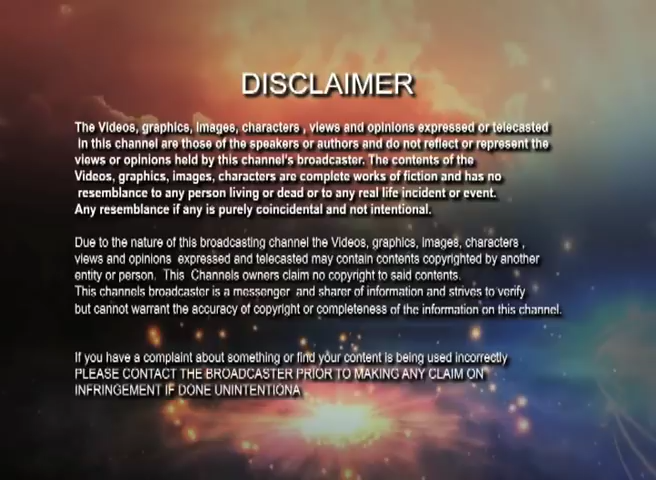 DISCLAIMER
The Videos, graphics, images, characters , views and opinions expressed or telecasted
in this channel are those of the speakers or authors and do not reflect or represent the
views or opinions held by this channel's broadcaster. The contents of the
Videos, graphics, images, characters are complete works of fiction and has no
resemblance to any person living or dead or to any real life incident or event.
Any resemblance if any is purely coincidental and not intentional.
Due to the nature of this broadcasting channel the Videos, graphics, images, characters ,
views and opinions expressed and telecasted may contain contents copyrighted by another
entity or person. This Channels owners claim no copyright to said contents.
This channels broadcaster is a messenger and sharer of information and strives to verify
but cannot warrant the accuracy of copyright or completeness of the information on this channel.
If you have a complaint about something or find your content is being used incorrectly
PLEASE CONTACT THE BROADCASTER PRIOR TO MAKING ANY CLAIM ON
INFRINGEMENT IF DONE UNINTENTIONA